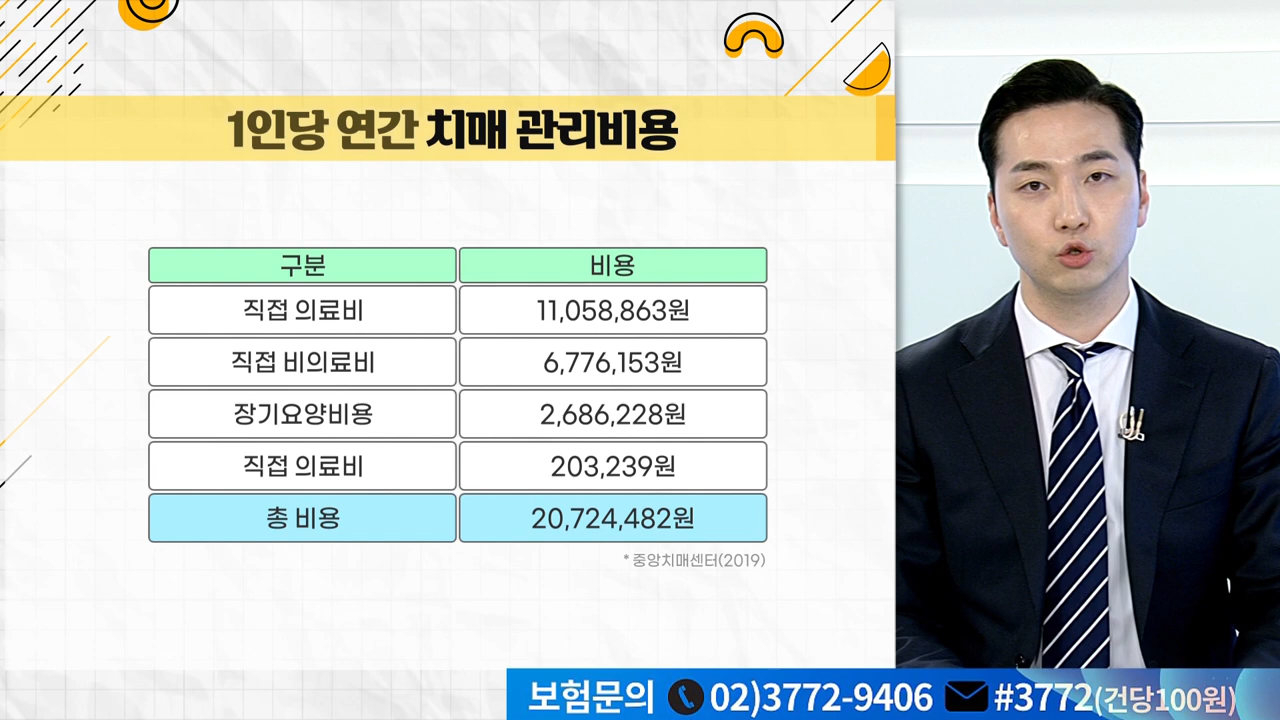 1인당 연간 치매 관리비용
구분 비용
직접 의료비 11,058,863원
직접 비의료비 6,776,153원
장기요양비용 2,686,228원
직접 의료비 203,239원
총 비용 20,724,482원
* 중앙치매센터(2019)
보험문의 02)3772-9406 #3772(건당100원)